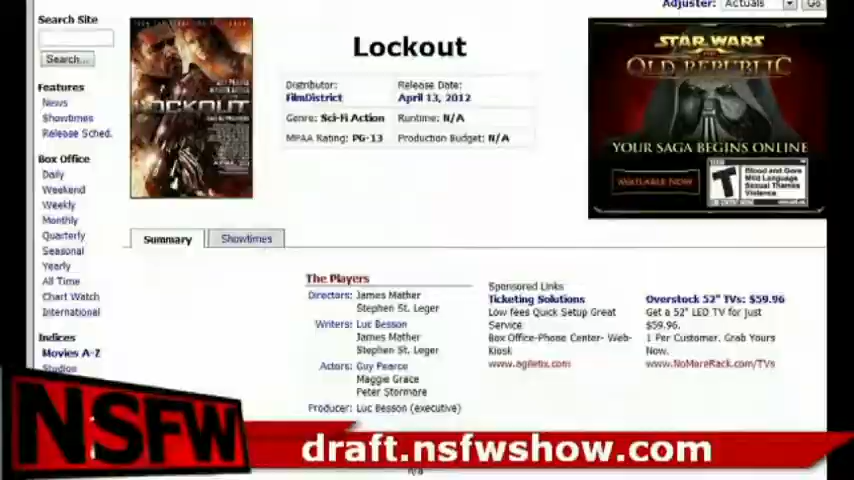 Adjuster: Actuals Go
Search Site
Search...
Features
News
Showtimes
Release Sched.
Box Office
Daily
Weekend
Weekly
Monthly
Quarterly
Seasonal
Yearly
All Time
Chart Watch
International
Indices
Movies A-Z
Studios
LOCKOUT
Lockout
Distributor:
FilmDistrict
Release Date:
April 13, 2012
Genre: Sci-Fi Action
Runtime: N/A
MPAA Rating: PG-13
Production Budget: N/A
STAR WARS
THE OLD REPUBLIC
YOUR SAGA BEGINS ONLINE
AVAILABLE NOW
TEEN
T
Blood and Gore
Mild Language
Sexual Themes
Violence
Summary
Showtimes
The Players
Directors: James Mather
Stephen St. Leger
Writers: Luc Besson
James Mather
Stephen St. Leger
Actors: Guy Pearce
Maggie Grace
Peter Stormare
Producer: Luc Besson (executive)
Sponsored Links
Ticketing Solutions
Low fees Quick Setup Great
Service
Box Office-Phone Center- Web-
Kiosk
www.agiletix.com
Overstock 52" TVs: $59.96
Get a 52" LED TV for Just
$59.96.
1 Per Customer. Grab Yours
Now.
www.NoMoreRack.com/TVs
NSFW
draft.nsfwshow.com
n/a